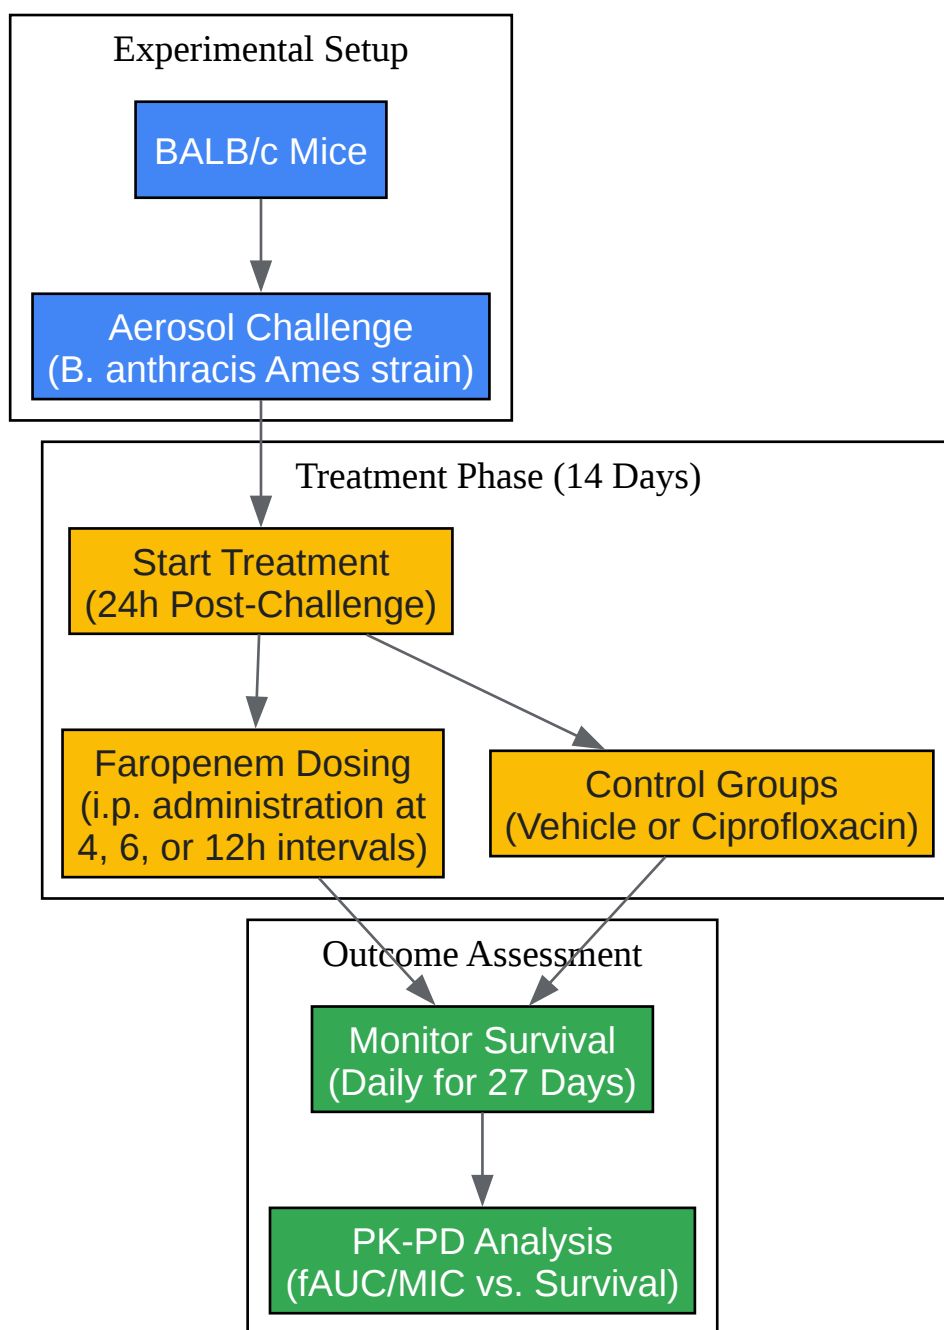 Experimental Setup
BALB/c Mice
Aerosol Challenge
(B. anthracis Ames strain)
Treatment Phase (14 Days)
Start Treatment
(24h Post-Challenge)
Faropenem Dosing
(i.p. administration at
4, 6, or 12h intervals)
Control Groups
(Vehicle or Ciprofloxacin)
Outcome Assessment
Monitor Survival
(Daily for 27 Days)
PK-PD Analysis
(fAUC/MIC vs. Survival)